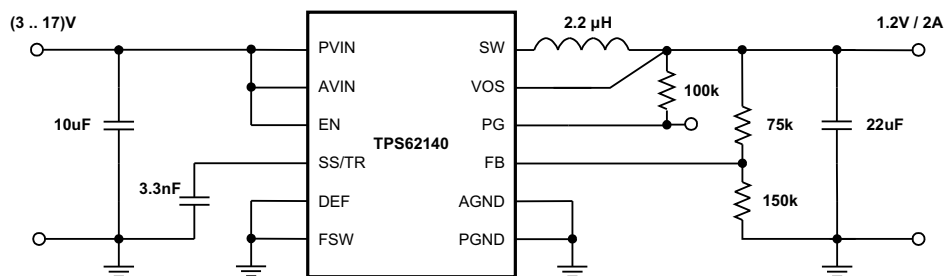 (3 .. 17)V
2.2 µH
1.2V / 2A
PVIN
SW
AVIN
VOS
100k
10uF
EN
PG
TPS62140
75k
22uF
SS/TR
FB
3.3nF
DEF
AGND
150k
FSW
PGND